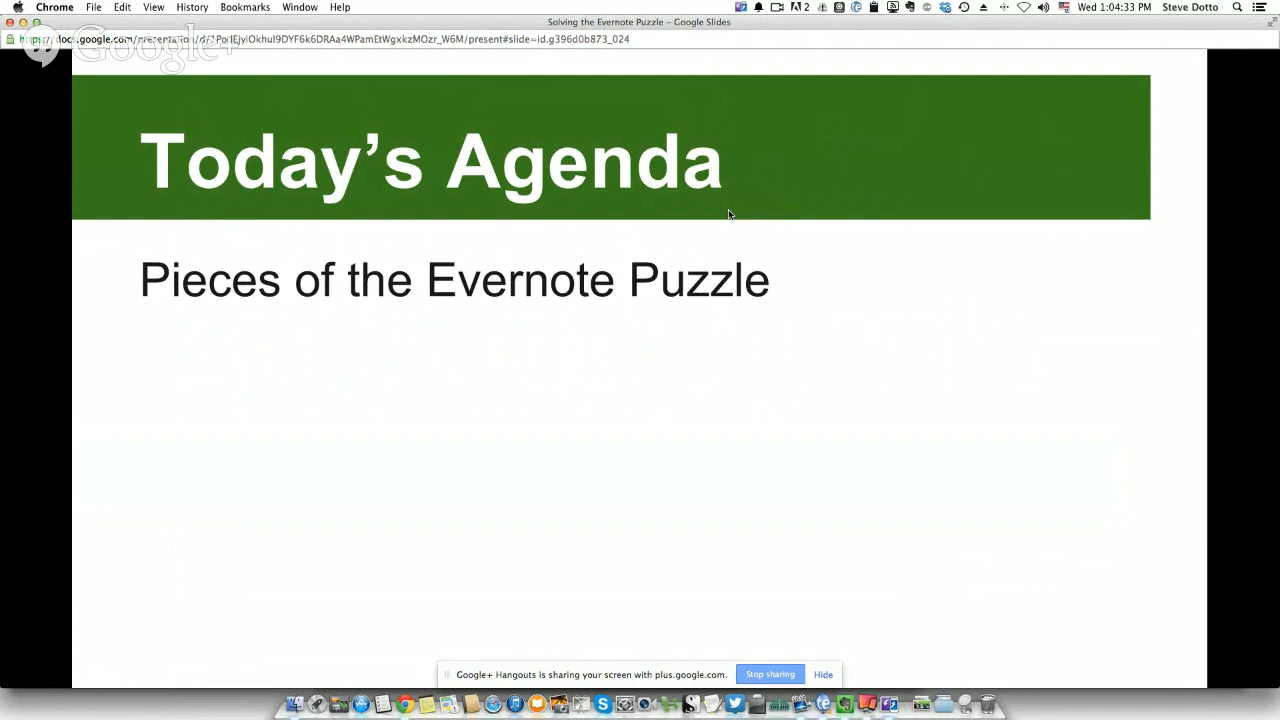 Chrome File Edit View History Bookmarks Window Help
2
Wed 1:04:33 PM Steve Dotto
Solving the Evernote Puzzle – Google Slides
Google+
Today's Agenda
Pieces of the Evernote Puzzle
Google+ Hangouts is sharing your screen with plus.google.com.
Stop sharing
Hide